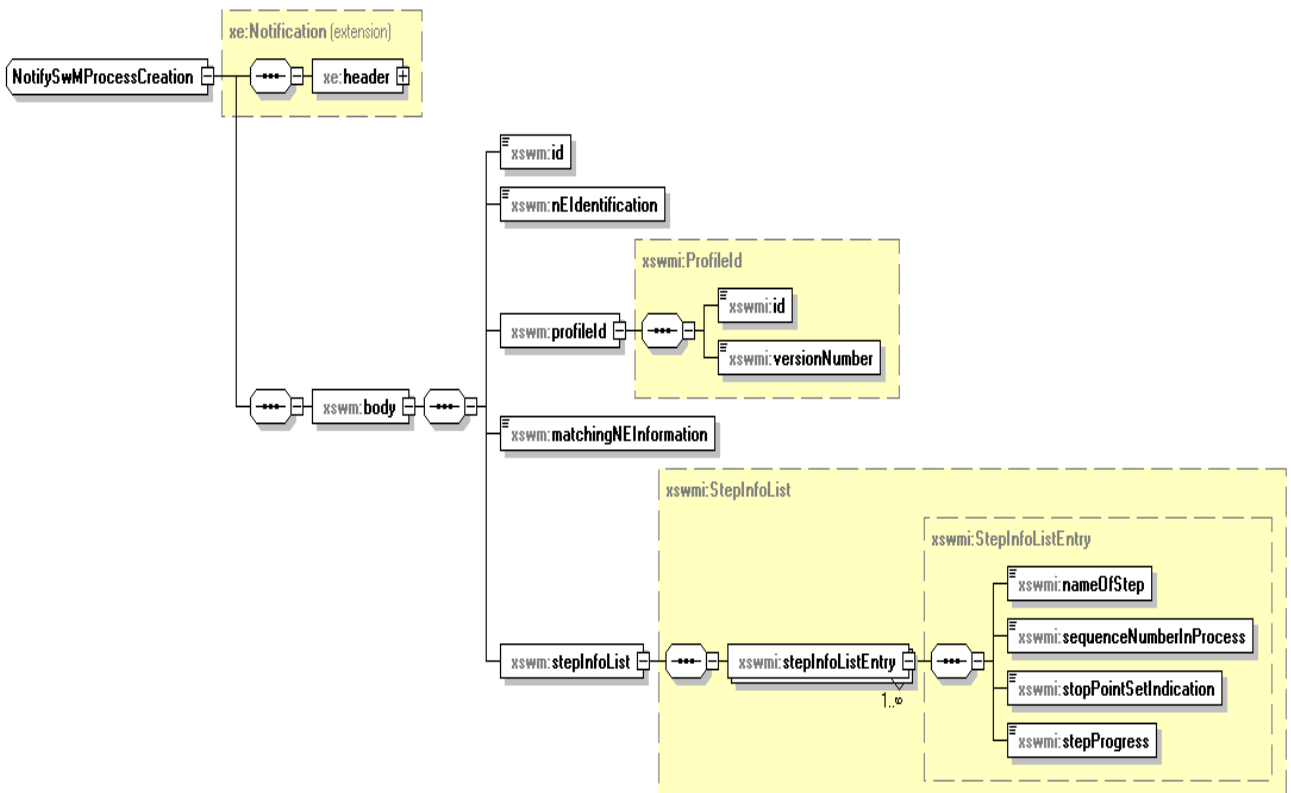 xe:Notification (extension)
NotifySwMProcessCreation
xe:header
xswm:id
xswm:nEIdentification
xswmi:ProfileId
xswmi:id
xswm:profileId
xswmi:versionNumber
xswm:body
xswm:matchingNEInformation
xswmi:StepInfoList
xswmi:StepInfoListEntry
xswmi:nameOfStep
xswmi:sequenceNumberInProcess
xswm:stepInfoList
xswmi:stepInfoListEntry
1..∞
xswmi:stopPointSetIndication
xswmi:stepProgress